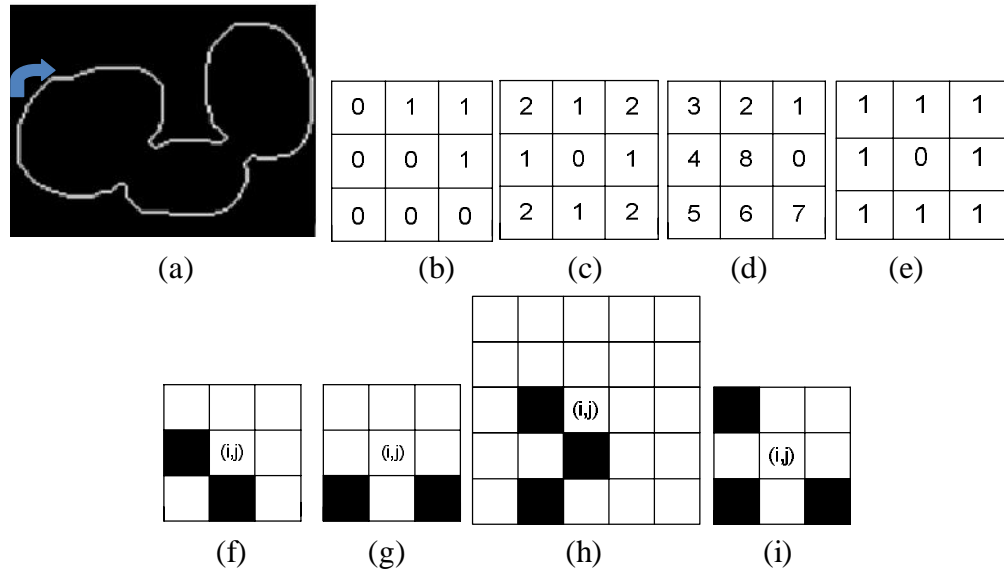 0 1 1
0 0 1
0 0 0
2 1 2
1 0 1
2 1 2
3 2 1
4 8 0
5 6 7
1 1 1
1 0 1
1 1 1
(a) (b) (c) (d) (e)
(i,j)
(i,j)
(i,j)
(i,j)
(f) (g) (h) (i)